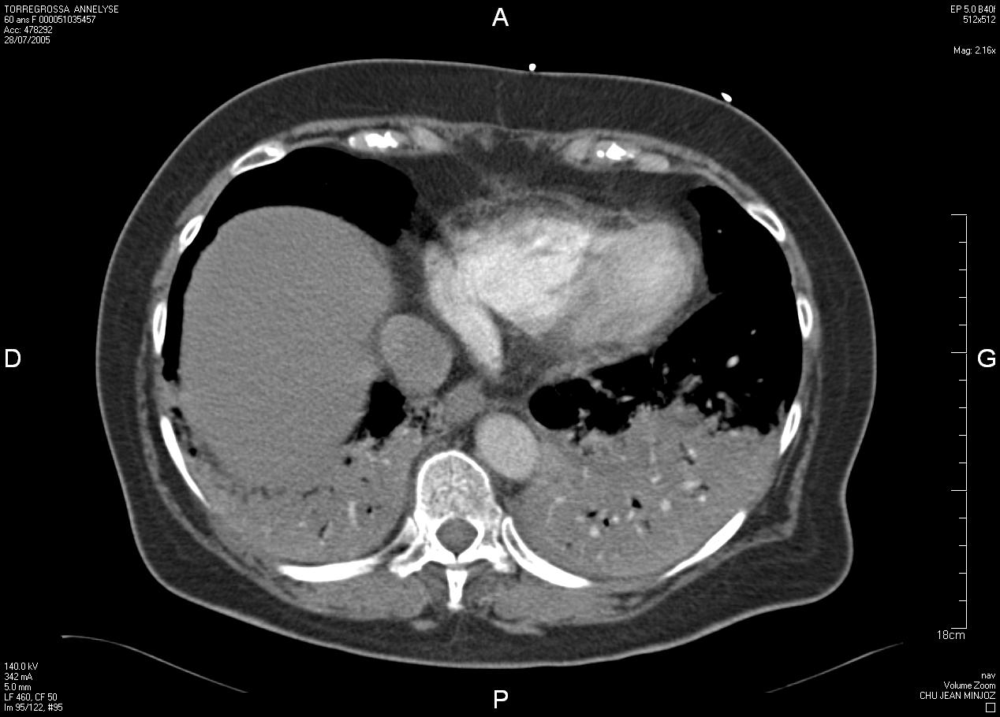 TORREGROSSA ANNELYSE
60 ans F 000051035457
Acc: 478292
28/07/2005
A
EP 5.0 B40f
512x512
Mag: 2.16x
D
G
18cm
140.0 kV
342 mA
5.0 mm
LF 460, CF 50
Im 95/122, #95
P
nav
Volume Zoom
CHU JEAN MINJOZ